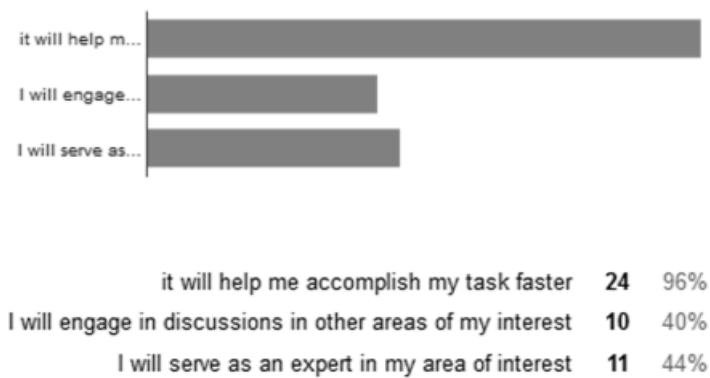 it will help m...
I will engage...
I will serve as...
it will help me accomplish my task faster 24 96%
I will engage in discussions in other areas of my interest 10 40%
I will serve as an expert in my area of interest 11 44%